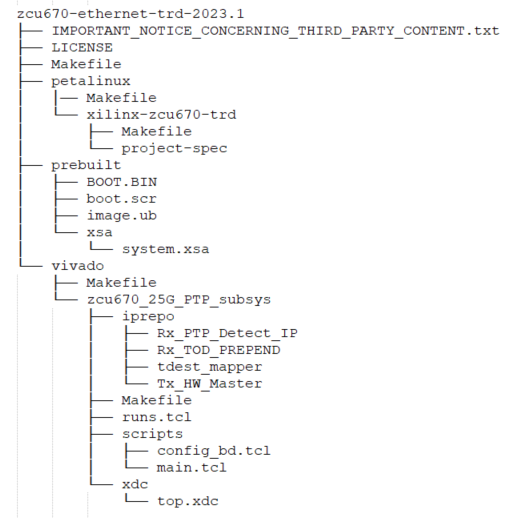 zcu670-ethernet-trd-2023.1
├── IMPORTANT_NOTICE_CONCERNING_THIRD_PARTY_CONTENT.txt
├── LICENSE
├── Makefile
├── petalinux
│   ├── Makefile
│   └── xilinx-zcu670-trd
│       ├── Makefile
│       └── project-spec
├── prebuilt
│   ├── BOOT.BIN
│   ├── boot.scr
│   ├── image.ub
│   └── xsa
│       └── system.xsa
└── vivado
    ├── Makefile
    └── zcu670_25G_PTP_subsys
        ├── iprepo
        │   ├── Rx_PTP_Detect_IP
        │   ├── Rx_TOD_PREPEND
        │   ├── tdest_mapper
        │   └── Tx_HW_Master
        ├── Makefile
        ├── runs.tcl
        ├── scripts
        │   ├── config_bd.tcl
        │   └── main.tcl
        └── xdc
            └── top.xdc